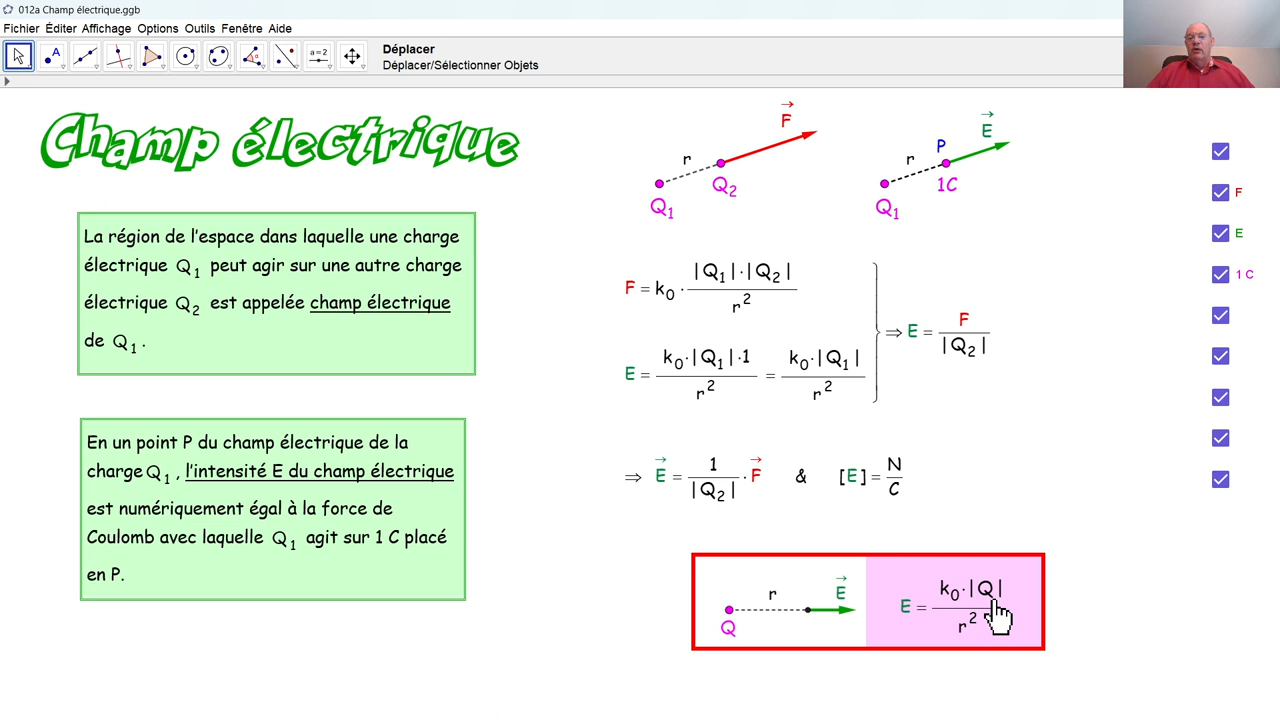 012a Champ électrique.ggb
Fichier Éditer Affichage Options Outils Fenêtre Aide
A
a=2
Déplacer
Déplacer/Sélectionner Objets
Champ électrique
La région de l'espace dans laquelle une charge
électrique Q₁ peut agir sur une autre charge
électrique Q₂ est appelée champ électrique
de Q₁.
En un point P du champ électrique de la
charge Q₁, l'intensité E du champ électrique
est numériquement égal à la force de
Coulomb avec laquelle Q₁ agit sur 1 C placé
en P.
F⃗
r
Q₂
Q₁
E⃗
P
r
1C
Q₁
F = k₀ · |Q₁|·|Q₂| / r²
E = k₀·|Q₁|·1 / r² = k₀·|Q₁| / r²
⇒ E = F / |Q₂|
⇒ E⃗ = 1 / |Q₂| · F⃗ & [E] = N / C
r
E⃗
Q
E = k₀·|Q| / r²
F
E
1 C